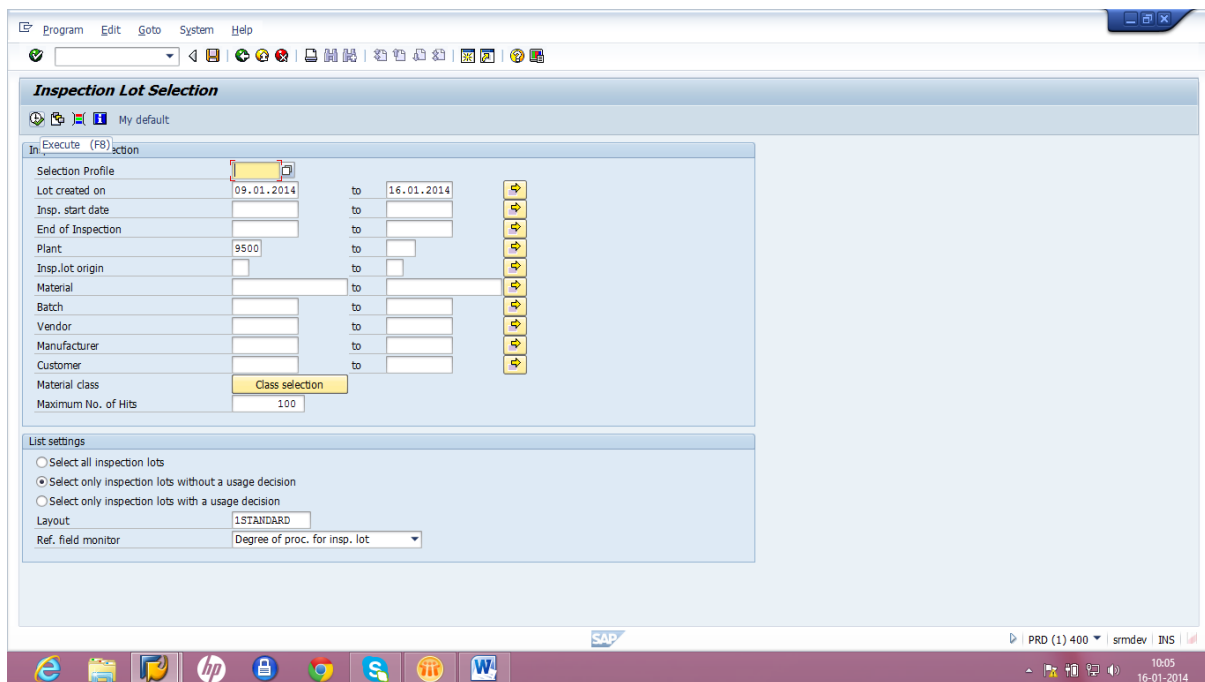 Program Edit Goto System Help
Inspection Lot Selection
My default
Execute (F8)
In ction
Selection Profile
Lot created on 09.01.2014 to 16.01.2014
Insp. start date to
End of Inspection to
Plant 9500 to
Insp.lot origin to
Material to
Batch to
Vendor to
Manufacturer to
Customer to
Material class Class selection
Maximum No. of Hits 100
List settings
Select all inspection lots
Select only inspection lots without a usage decision
Select only inspection lots with a usage decision
Layout 1STANDARD
Ref. field monitor Degree of proc. for insp. lot
SAP PRD (1) 400 srmdev INS
hp S W 10:05
16-01-2014